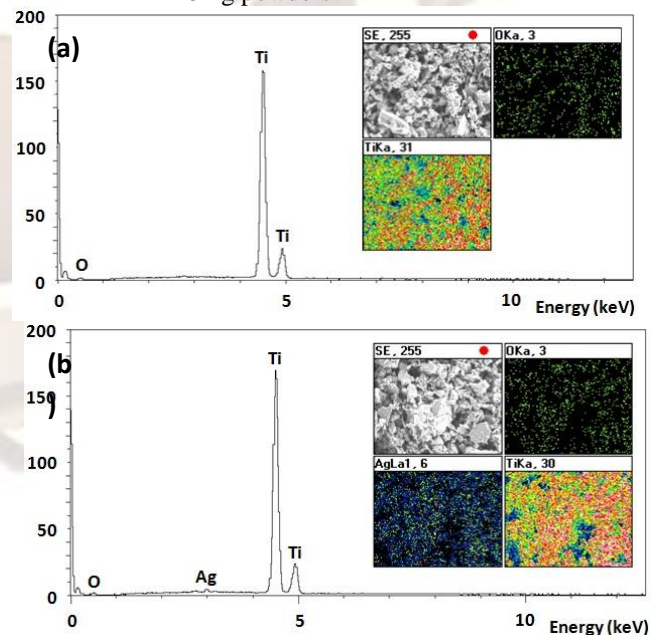 200
(a)
Ti
SE, 255
OKa, 3
150
TiKa, 31
100
50
Ti
O
0
0
5
10
Energy (keV)
200
(b
)
Ti
SE, 255
OKa, 3
150
AgLa1, 6
TiKa, 30
100
50
Ti
O
Ag
0
0
5
10
Energy (keV)